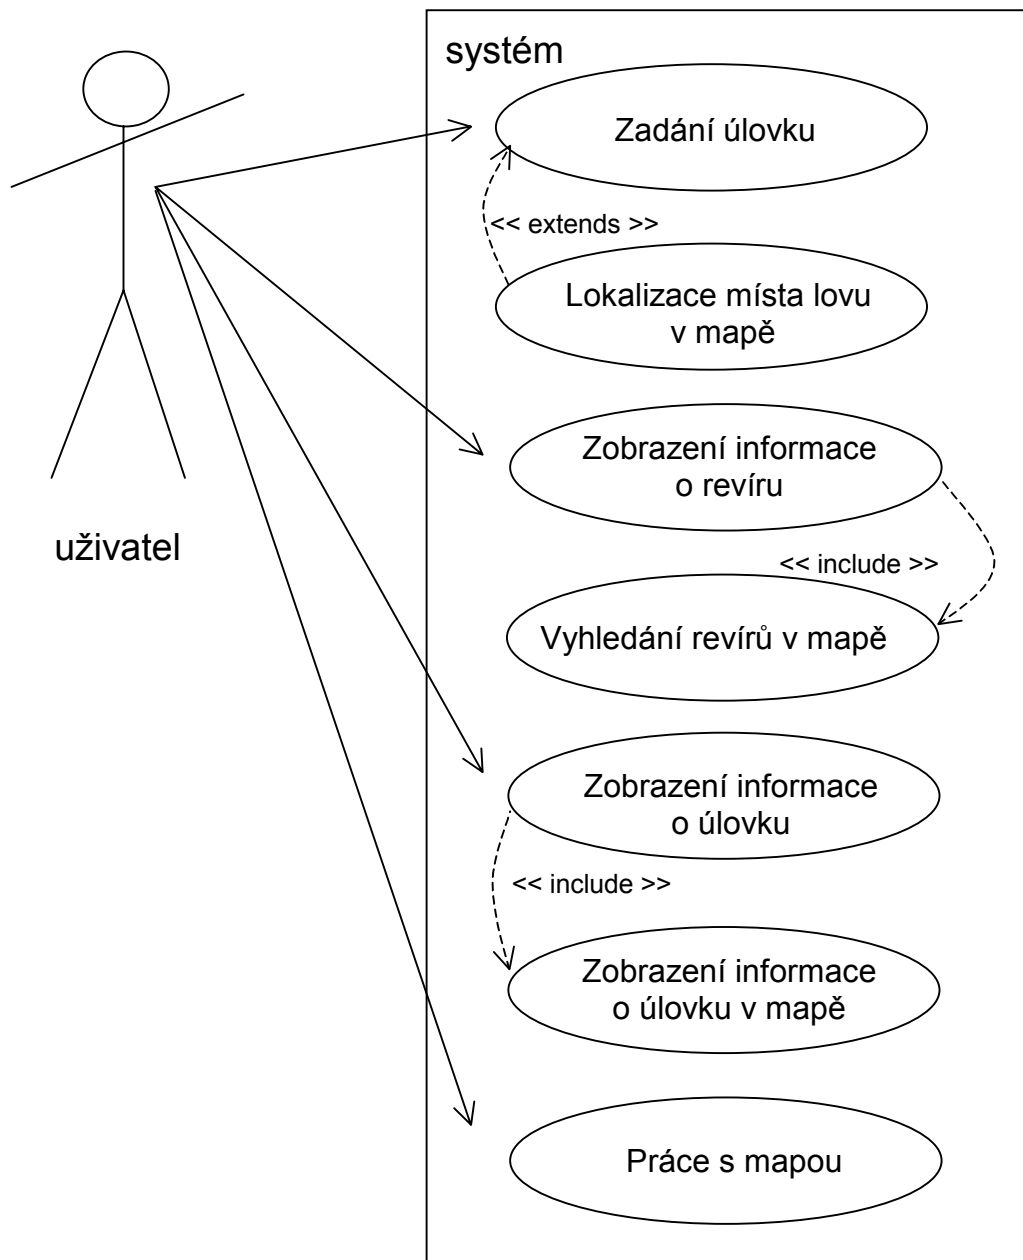 systém
Zadání úlovku
<< extends >>
Lokalizace místa lovu
v mapě
Zobrazení informace
o revíru
uživatel
<< include >>
Vyhledání revírů v mapě
Zobrazení informace
o úlovku
<< include >>
Zobrazení informace
o úlovku v mapě
Práce s mapou